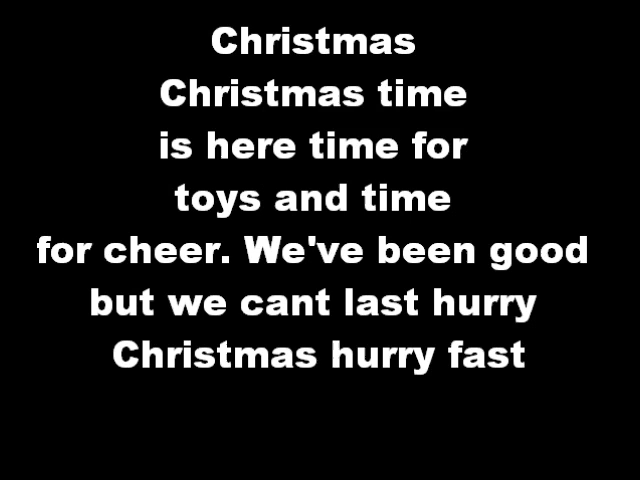 Christmas
Christmas time
is here time for
toys and time
for cheer. We've been good
but we cant last hurry
Christmas hurry fast